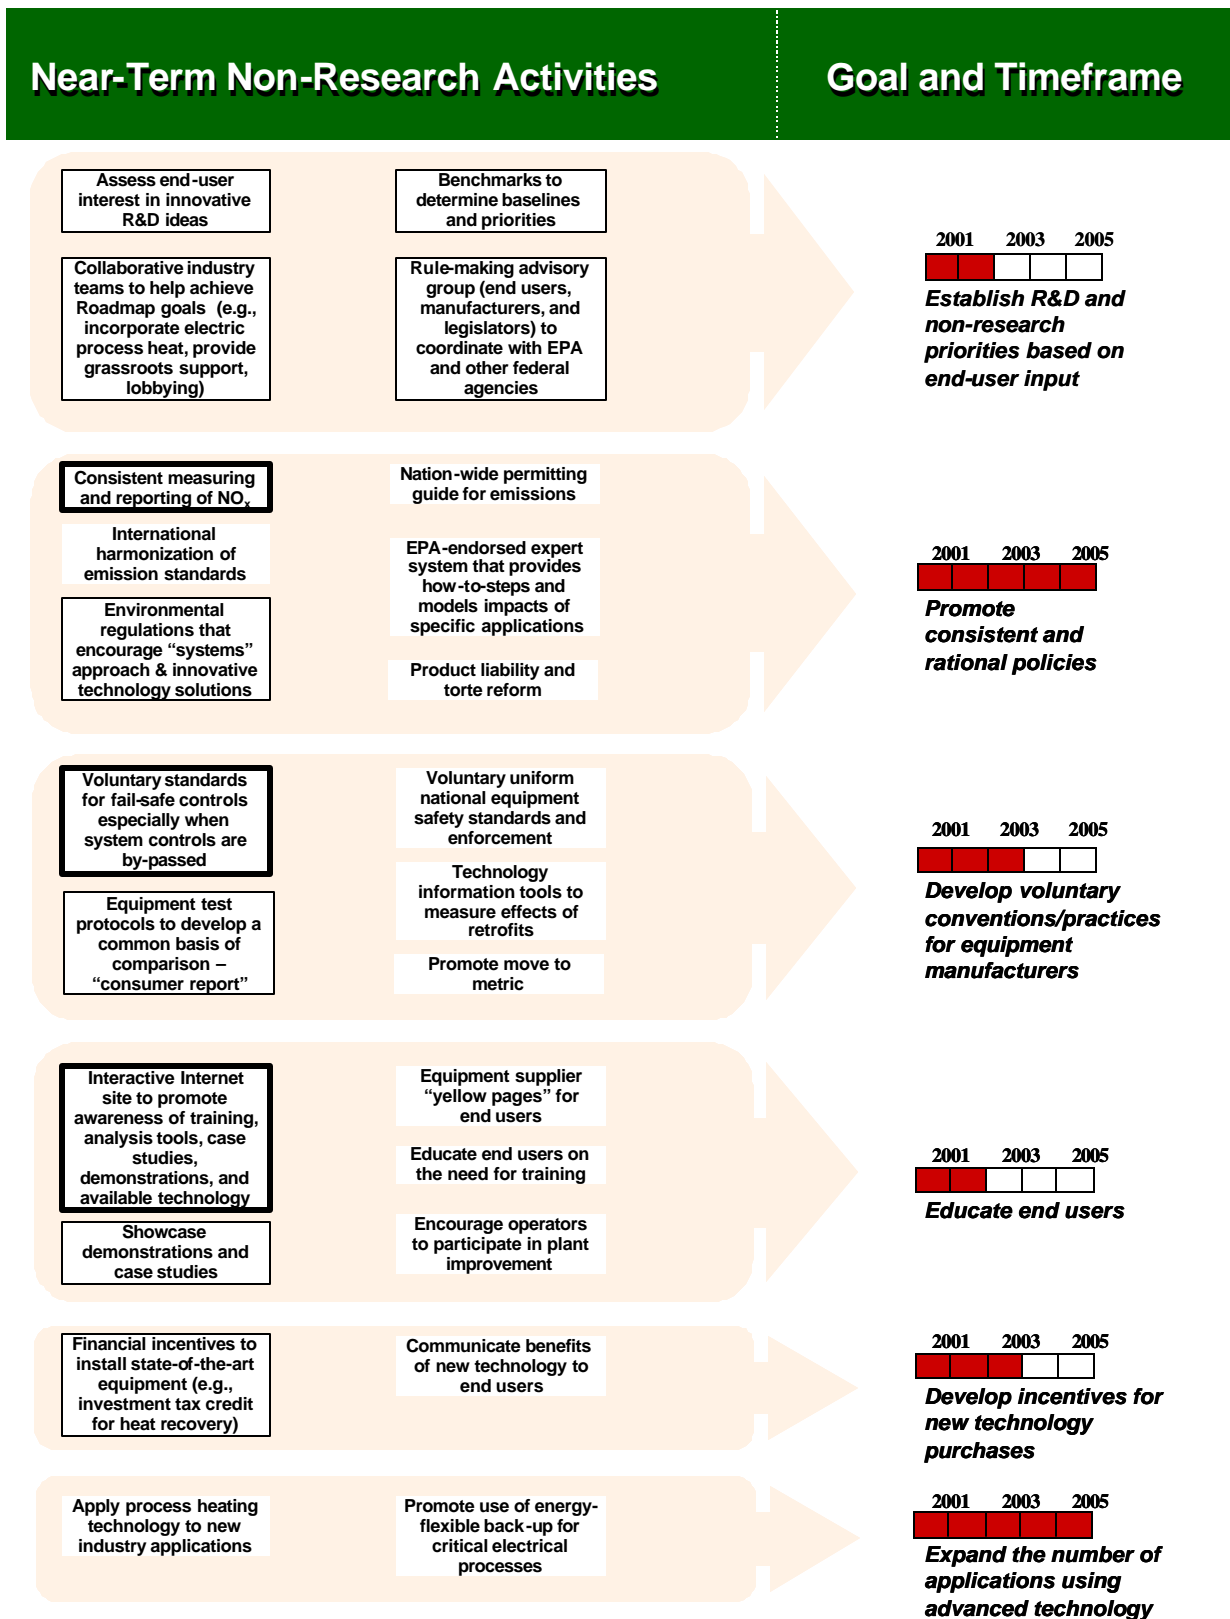 Near-Term Non-Research Activities
Goal and Timeframe
Assess end-user
interest in innovative
R&D ideas
Benchmarks to
determine baselines
and priorities
Collaborative industry
teams to help achieve
Roadmap goals (e.g.,
incorporate electric
process heat, provide
grassroots support,
lobbying)
Rule-making advisory
group (end users,
manufacturers, and
legislators) to
coordinate with EPA
and other federal
agencies
2001 2003 2005
Establish R&D and
non-research
priorities based on
end-user input
Consistent measuring
and reporting of NOx
International
harmonization of
emission standards
Environmental
regulations that
encourage “systems”
approach & innovative
technology solutions
Nation-wide permitting
guide for emissions
EPA-endorsed expert
system that provides
how-to-steps and
models impacts of
specific applications
Product liability and
torte reform
2001 2003 2005
Promote
consistent and
rational policies
Voluntary standards
for fail-safe controls
especially when
system controls are
by-passed
Equipment test
protocols to develop a
common basis of
comparison –
“consumer report”
Voluntary uniform
national equipment
safety standards and
enforcement
Technology
information tools to
measure effects of
retrofits
Promote move to
metric
2001 2003 2005
Develop voluntary
conventions/practices
for equipment
manufacturers
Interactive Internet
site to promote
awareness of training,
analysis tools, case
studies,
demonstrations, and
available technology
Showcase
demonstrations and
case studies
Equipment supplier
“yellow pages” for
end users
Educate end users on
the need for training
Encourage operators
to participate in plant
improvement
2001 2003 2005
Educate end users
Financial incentives to
install state-of-the-art
equipment (e.g.,
investment tax credit
for heat recovery)
Communicate benefits
of new technology to
end users
2001 2003 2005
Develop incentives for
new technology
purchases
Apply process heating
technology to new
industry applications
Promote use of energy-
flexible back-up for
critical electrical
processes
2001 2003 2005
Expand the number of
applications using
advanced technology